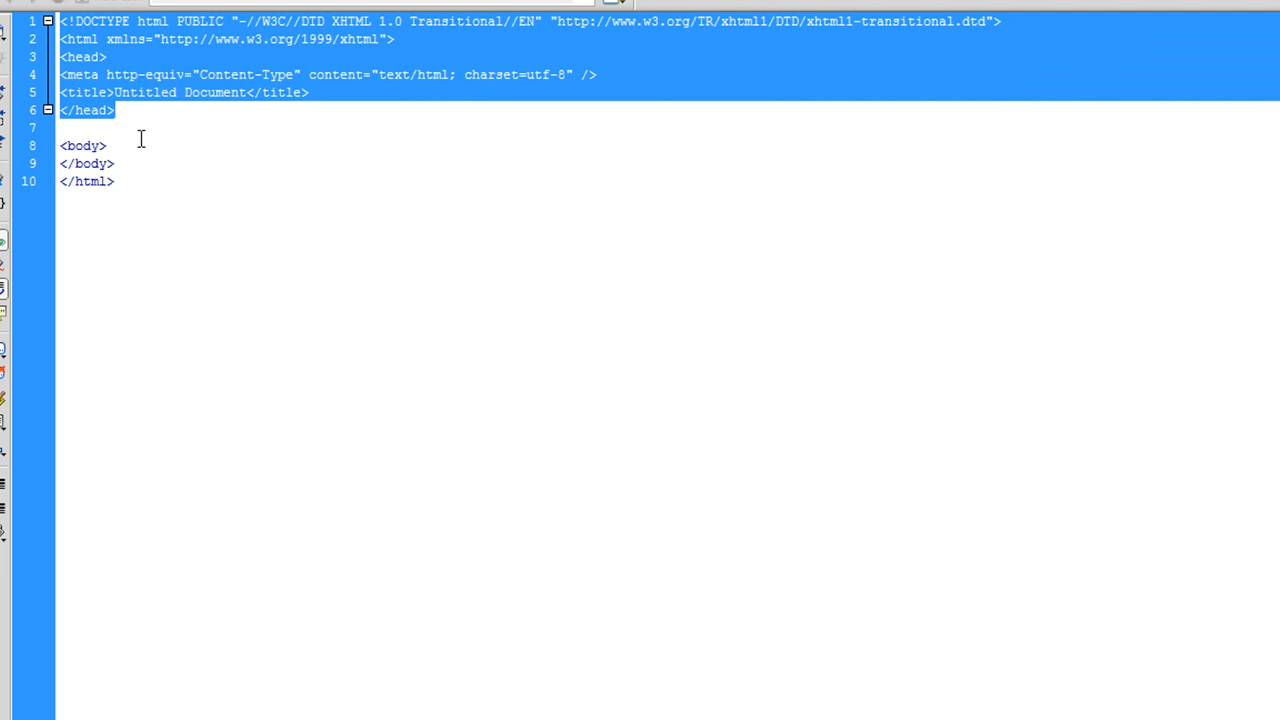 1 <!DOCTYPE html PUBLIC "-//W3C//DTD XHTML 1.0 Transitional//EN" "http://www.w3.org/TR/xhtml1/DTD/xhtml1-transitional.dtd">
2 <html xmlns="http://www.w3.org/1999/xhtml">
3 <head>
4 <meta http-equiv="Content-Type" content="text/html; charset=utf-8" />
5 <title>Untitled Document</title>
6 </head>
7
8 <body>
9 </body>
10 </html>